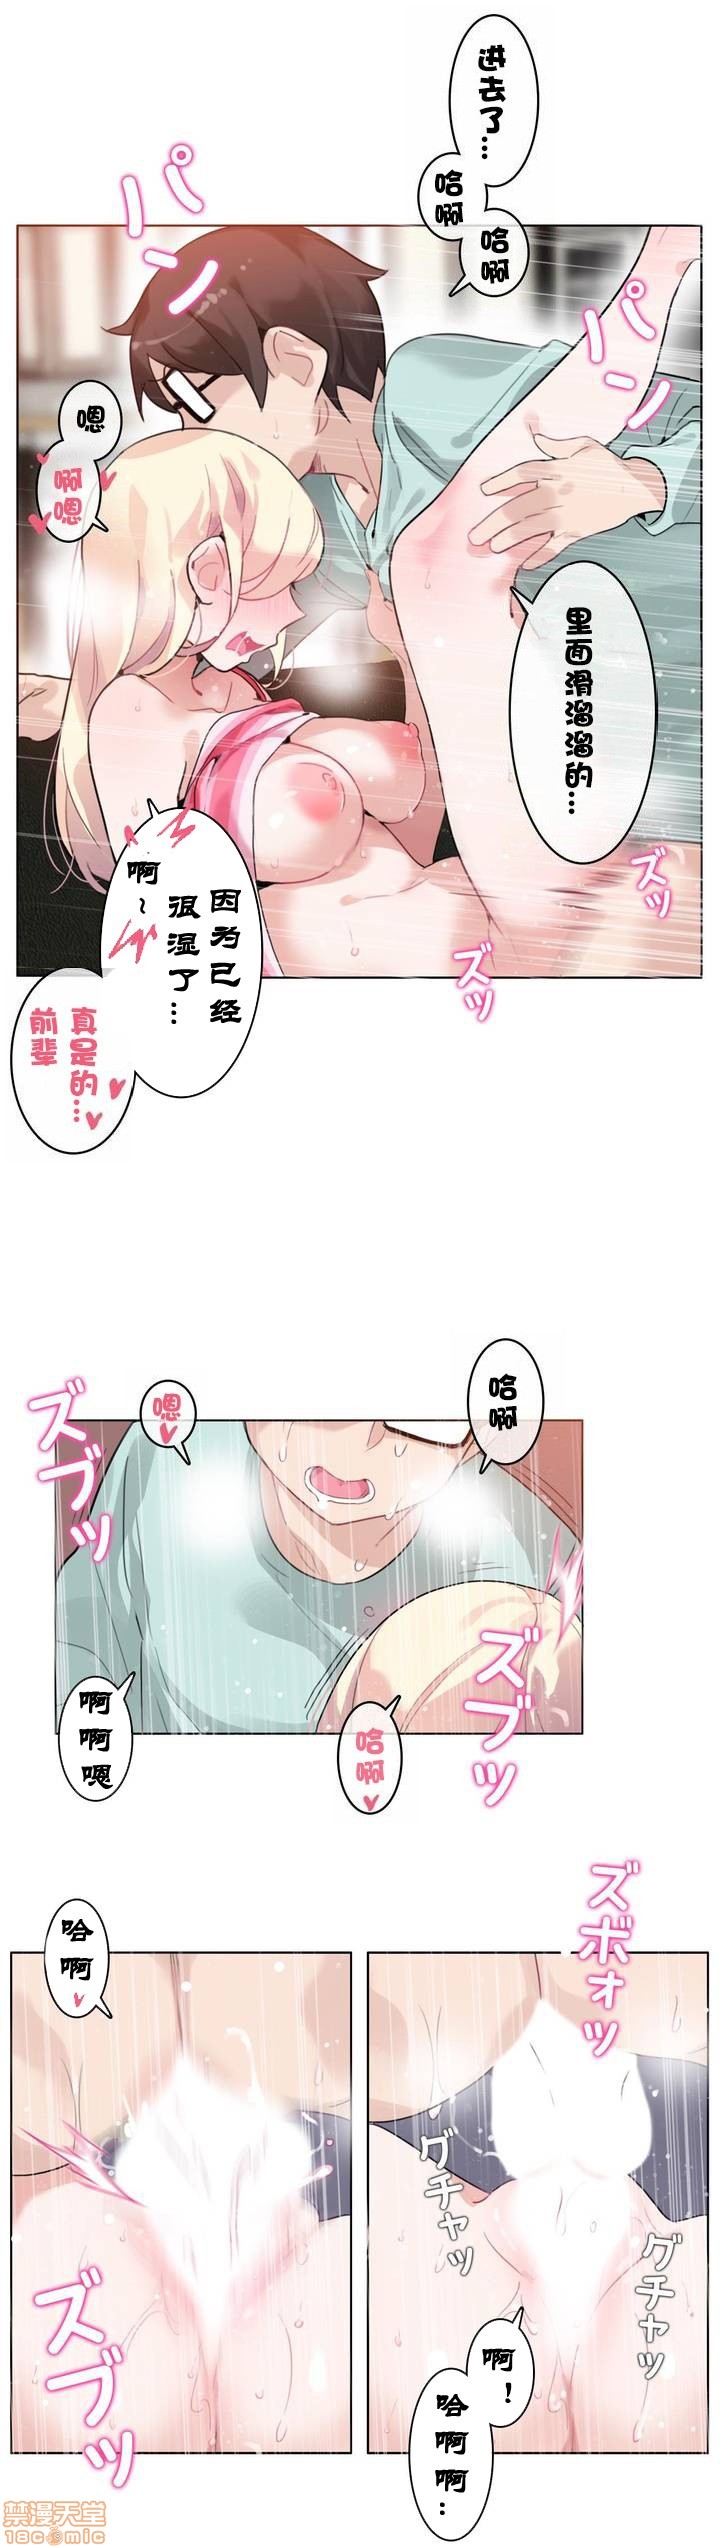 进去了…
哈啊
哈啊
パン
パン
嗯
啊嗯
里面滑溜溜的…
ズッ
ズッ
啊~
因为已经
很湿了…
真是的…
前辈
哈啊
嗯
ズブッ
ズブッ
啊啊嗯
哈啊
哈啊
ズボォッ
グチャッ
グチャッ
ズブッ
啊!
哈啊啊…
禁漫天堂
18comic